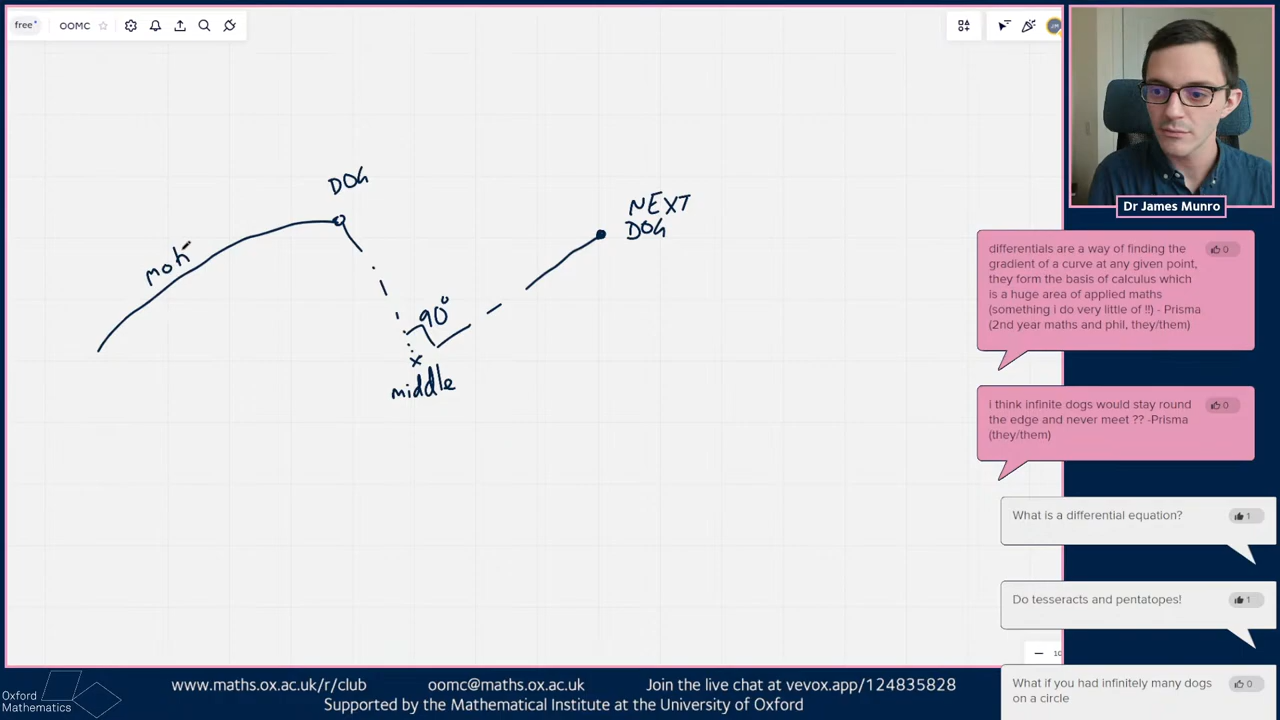 free
OOMC
DOG
NEXT
DOG
moti
90°
middle
Dr James Munro
differentials are a way of finding the
gradient of a curve at any given point,
they form the basis of calculus which
is a huge area of applied maths
(something i do very little of !!) - Prisma
(2nd year maths and phil, they/them)
0
i think infinite dogs would stay round
the edge and never meet ?? -Prisma
(they/them)
0
What is a differential equation?
1
Do tesseracts and pentatopes!
1
What if you had infinitely many dogs
on a circle
0
10
Oxford
Mathematics
www.maths.ox.ac.uk/r/club
oomc@maths.ox.ac.uk
Join the live chat at vevox.app/124835828
Supported by the Mathematical Institute at the University of Oxford